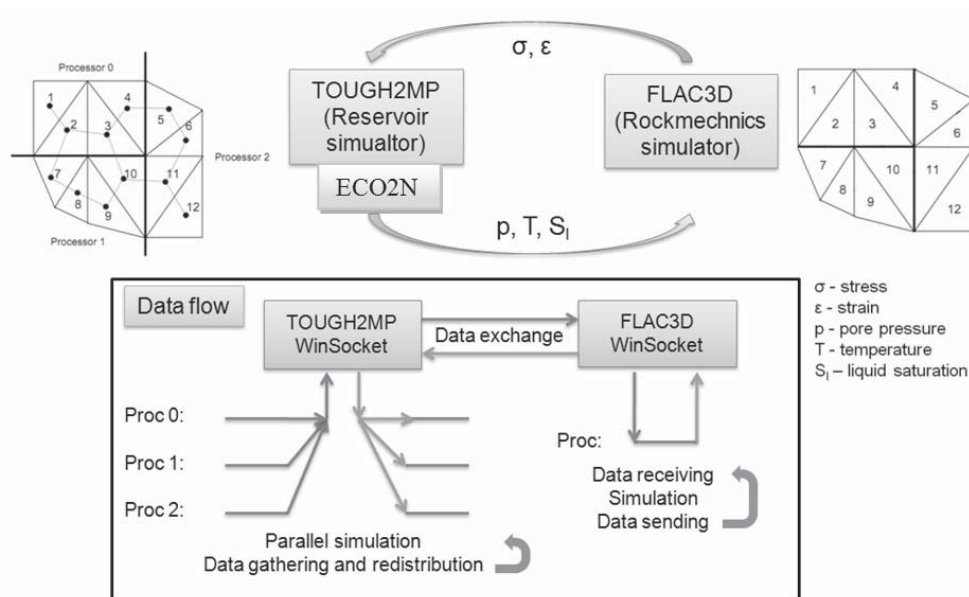 σ, ε
Processor 0
1
2
3
4
5
6
7
8
9
10
11
12
Processor 1
Processor 2
TOUGH2MP
(Reservoir
simualtor)
ECO2N
FLAC3D
(Rockmechnics
simulator)
p, T, Sl
1
2
3
4
5
6
7
8
9
10
11
12
σ - stress
ε - strain
p - pore pressure
T - temperature
Sl – liquid saturation
Data flow
TOUGH2MP
WinSocket
Data exchange
FLAC3D
WinSocket
Proc 0:
Proc 1:
Proc 2:
Parallel simulation
Data gathering and redistribution
Proc:
Data receiving
Simulation
Data sending